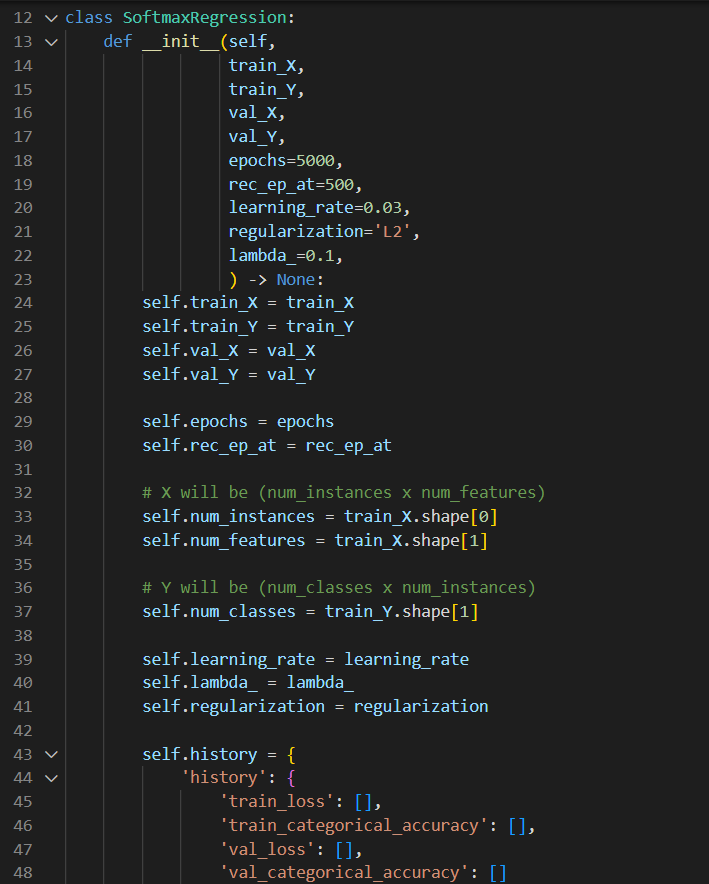 12 class SoftmaxRegression:
13     def __init__(self,
14                  train_X,
15                  train_Y,
16                  val_X,
17                  val_Y,
18                  epochs=5000,
19                  rec_ep_at=500,
20                  learning_rate=0.03,
21                  regularization='L2',
22                  lambda_=0.1,
23                  ) -> None:
24         self.train_X = train_X
25         self.train_Y = train_Y
26         self.val_X = val_X
27         self.val_Y = val_Y
28
29         self.epochs = epochs
30         self.rec_ep_at = rec_ep_at
31
32         # X will be (num_instances x num_features)
33         self.num_instances = train_X.shape[0]
34         self.num_features = train_X.shape[1]
35
36         # Y will be (num_classes x num_instances)
37         self.num_classes = train_Y.shape[1]
38
39         self.learning_rate = learning_rate
40         self.lambda_ = lambda_
41         self.regularization = regularization
42
43         self.history = {
44             'history': {
45                 'train_loss': [],
46                 'train_categorical_accuracy': [],
47                 'val_loss': [],
48                 'val_categorical_accuracy': []